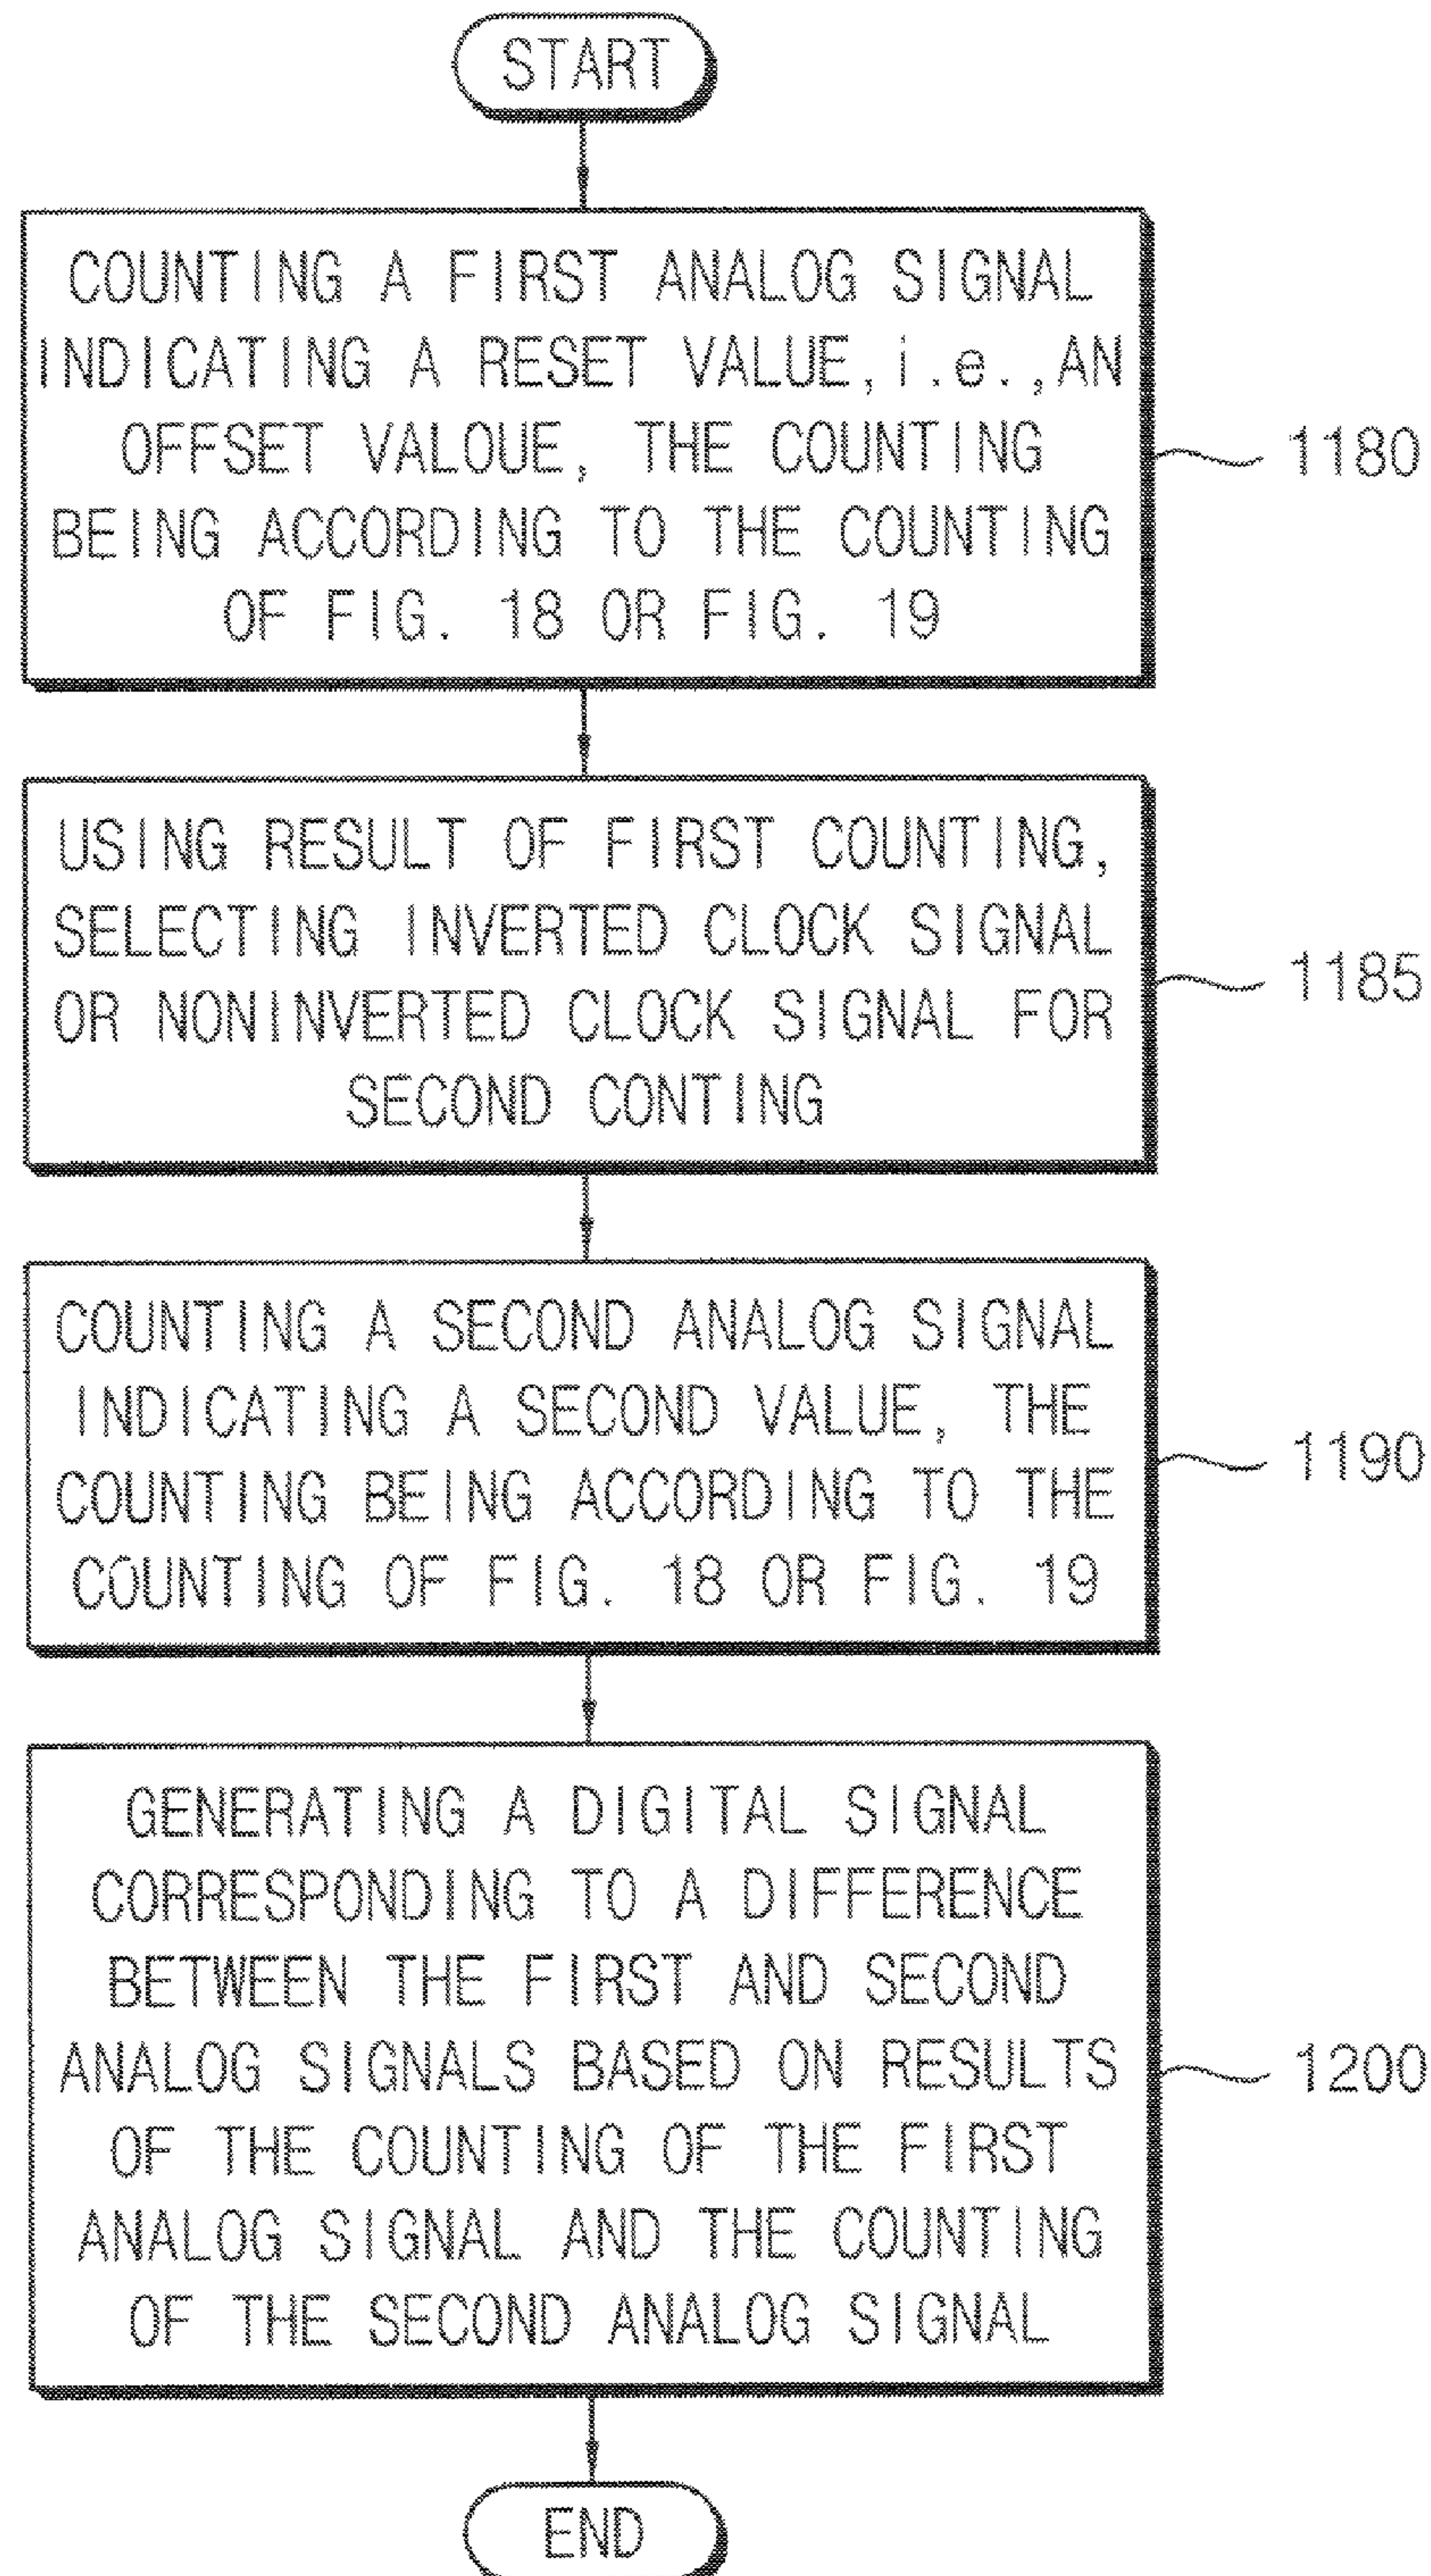 START
COUNTING A FIRST ANALOG SIGNAL
INDICATING A RESET VALUE, i.e., AN
OFFSET VALOUE, THE COUNTING
BEING ACCORDING TO THE COUNTING
OF FIG. 18 OR FIG. 19
1180
USING RESULT OF FIRST COUNTING,
SELECTING INVERTED CLOCK SIGNAL
OR NONINVERTED CLOCK SIGNAL FOR
SECOND CONTING
1185
COUNTING A SECOND ANALOG SIGNAL
INDICATING A SECOND VALUE, THE
COUNTING BEING ACCORDING TO THE
COUNTING OF FIG. 18 OR FIG. 19
1190
GENERATING A DIGITAL SIGNAL
CORRESPONDING TO A DIFFERENCE
BETWEEN THE FIRST AND SECOND
ANALOG SIGNALS BASED ON RESULTS
OF THE COUNTING OF THE FIRST
ANALOG SIGNAL AND THE COUNTING
OF THE SECOND ANALOG SIGNAL
1200
END